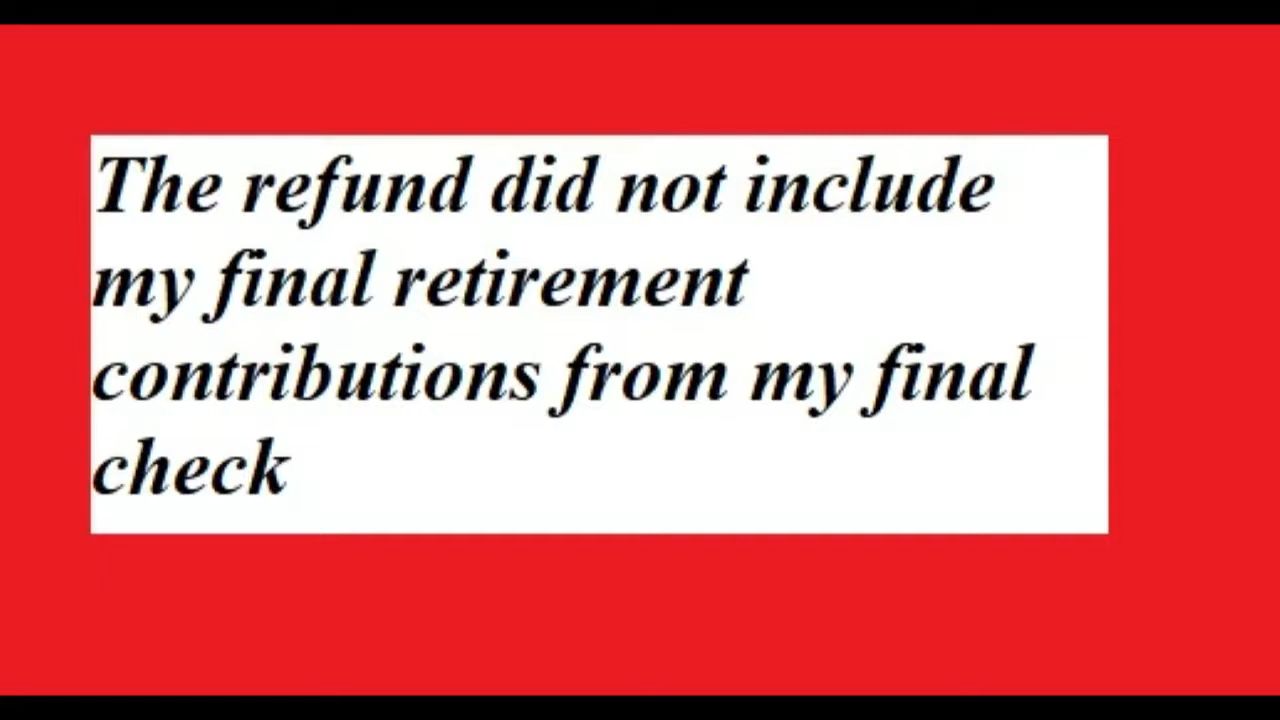 The refund did not include
my final retirement
contributions from my final
check